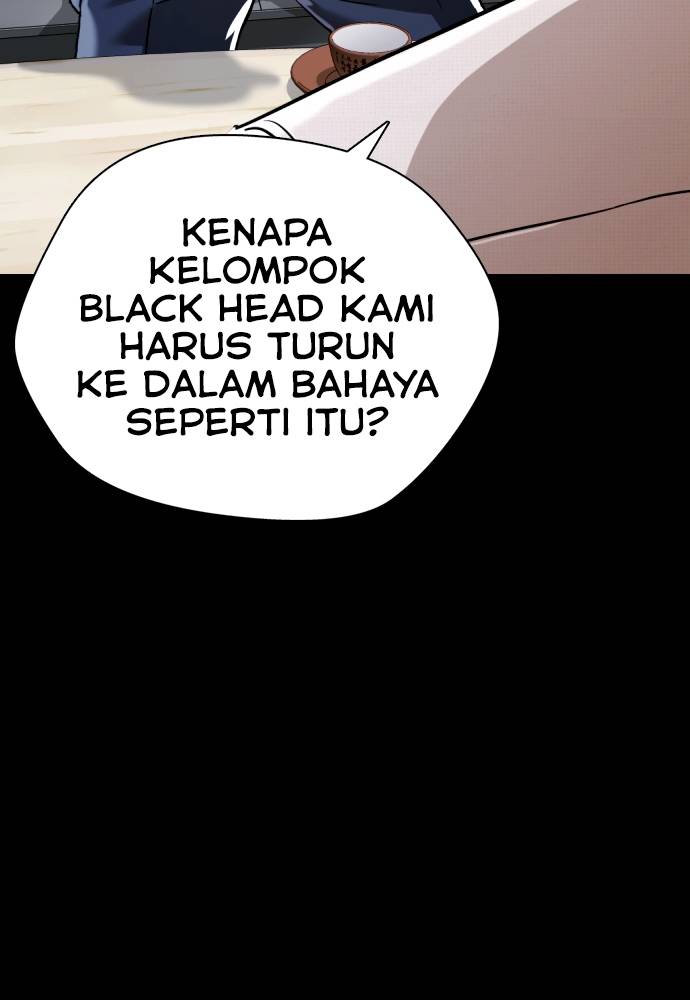 KENAPA
KELOMPOK
BLACK HEAD KAMI
HARUS TURUN
KE DALAM BAHAYA
SEPERTI ITU?